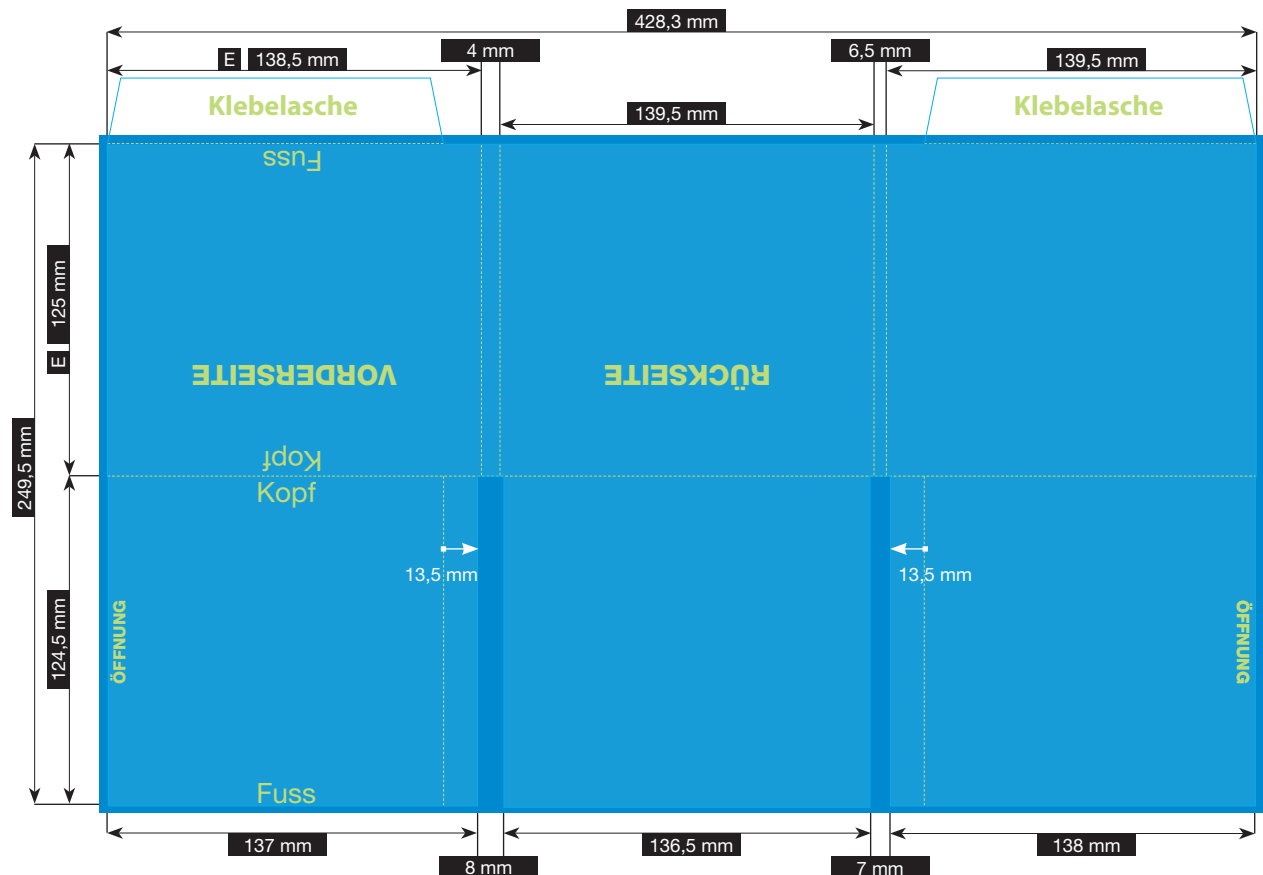 428,3 mm
E 138,5 mm
4 mm
6,5 mm
139,5 mm
Klebelasche
139,5 mm
Klebelasche
Fuss
125 mm
E
VORDERSEITE
RÜCKSEITE
249,5 mm
Kopf
Kopf
13,5 mm
13,5 mm
124,5 mm
ÖFFNUNG
ÖFFNUNG
Fuss
137 mm
8 mm
136,5 mm
7 mm
138 mm